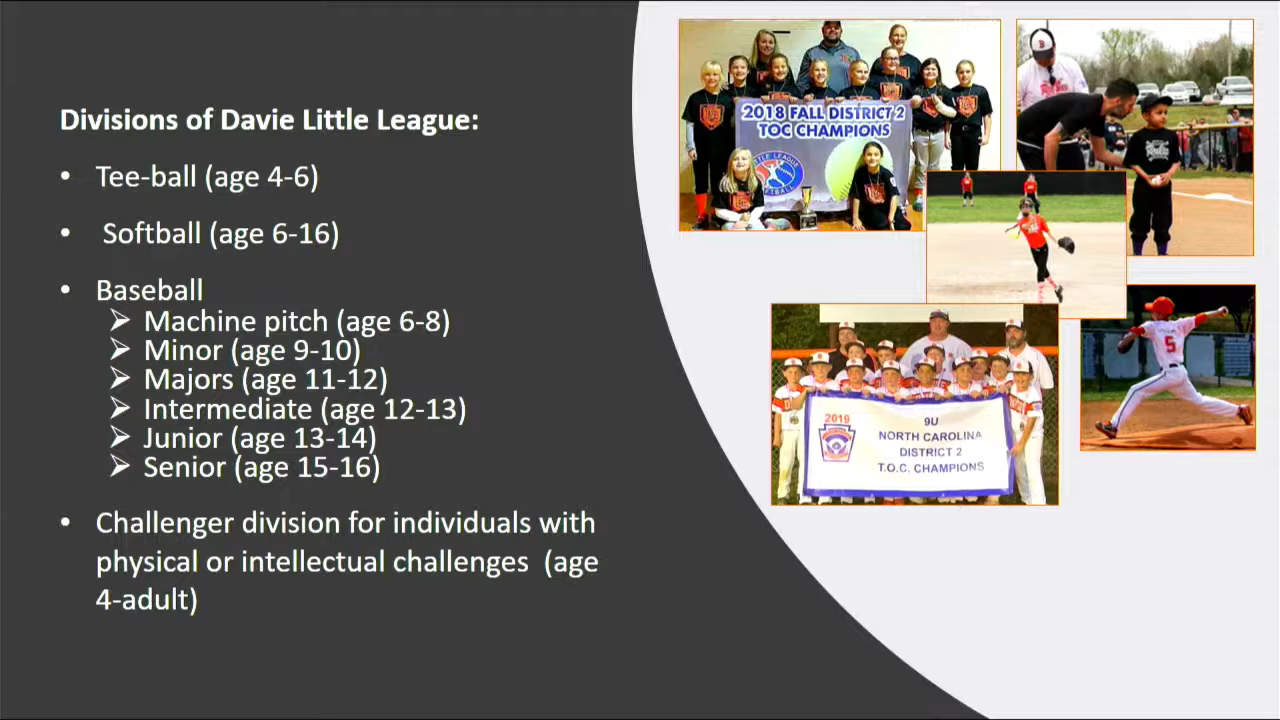 Divisions of Davie Little League:
• Tee-ball (age 4-6)
• Softball (age 6-16)
• Baseball
➢ Machine pitch (age 6-8)
➢ Minor (age 9-10)
➢ Majors (age 11-12)
➢ Intermediate (age 12-13)
➢ Junior (age 13-14)
➢ Senior (age 15-16)
• Challenger division for individuals with
physical or intellectual challenges (age
4-adult)
2018 FALL DISTRICT 2
TOC CHAMPIONS
2019
9U
NORTH CAROLINA
DISTRICT 2
T.O.C. CHAMPIONS
5